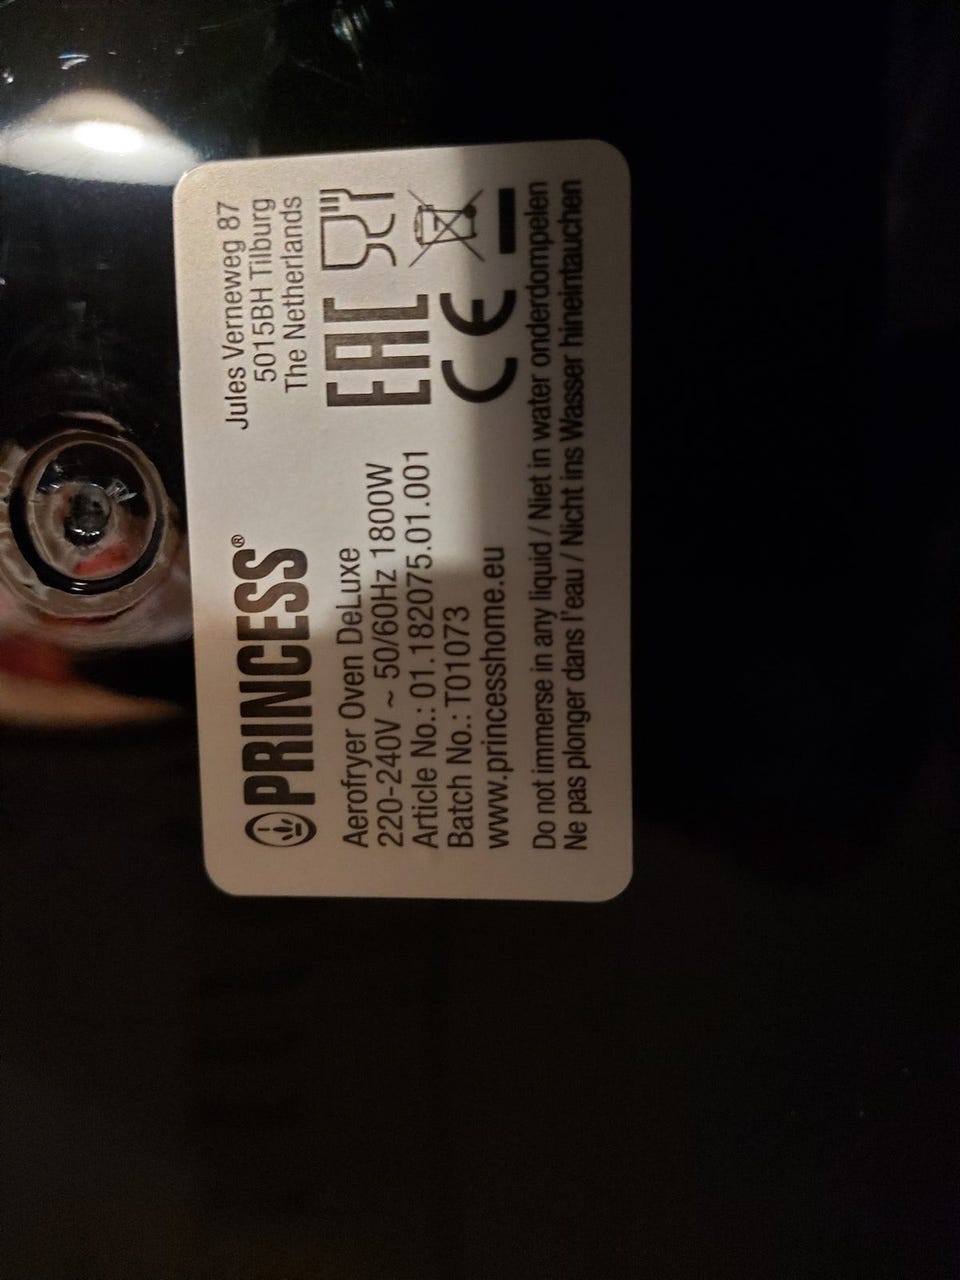 PRINCESS®
Jules Verneweg 87
5015BH Tilburg
The Netherlands
Aerofryer Oven DeLuxe
220-240V ~ 50/60Hz 1800W
Article No.: 01.182075.01.001
Batch No.: T01073
www.princesshome.eu
EAC
CE
Do not immerse in any liquid / Niet in water onderdompelen
Ne pas plonger dans l'eau / Nicht ins Wasser hineintauchen